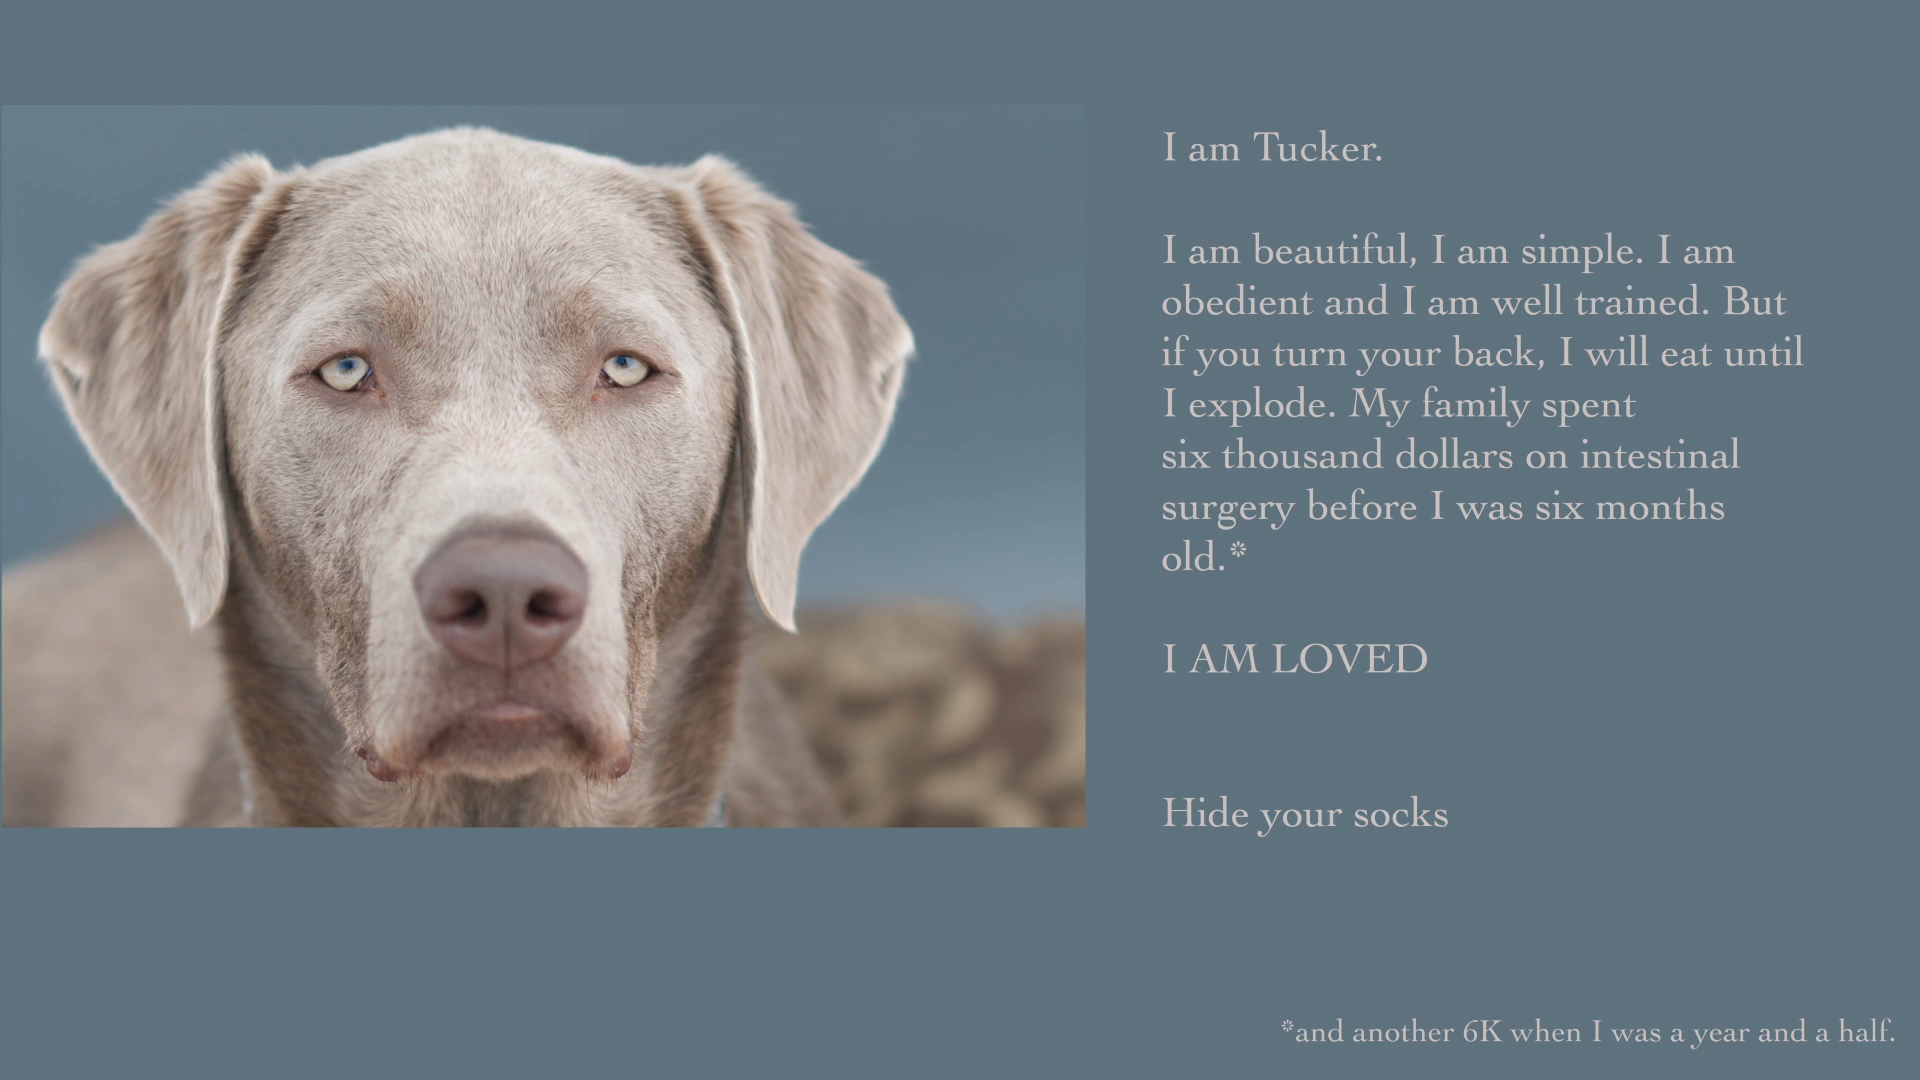 I am Tucker.
I am beautiful, I am simple. I am
obedient and I am well trained. But
if you turn your back, I will eat until
I explode. My family spent
six thousand dollars on intestinal
surgery before I was six months
old.*
I AM LOVED
Hide your socks
*and another 6K when I was a year and a half.